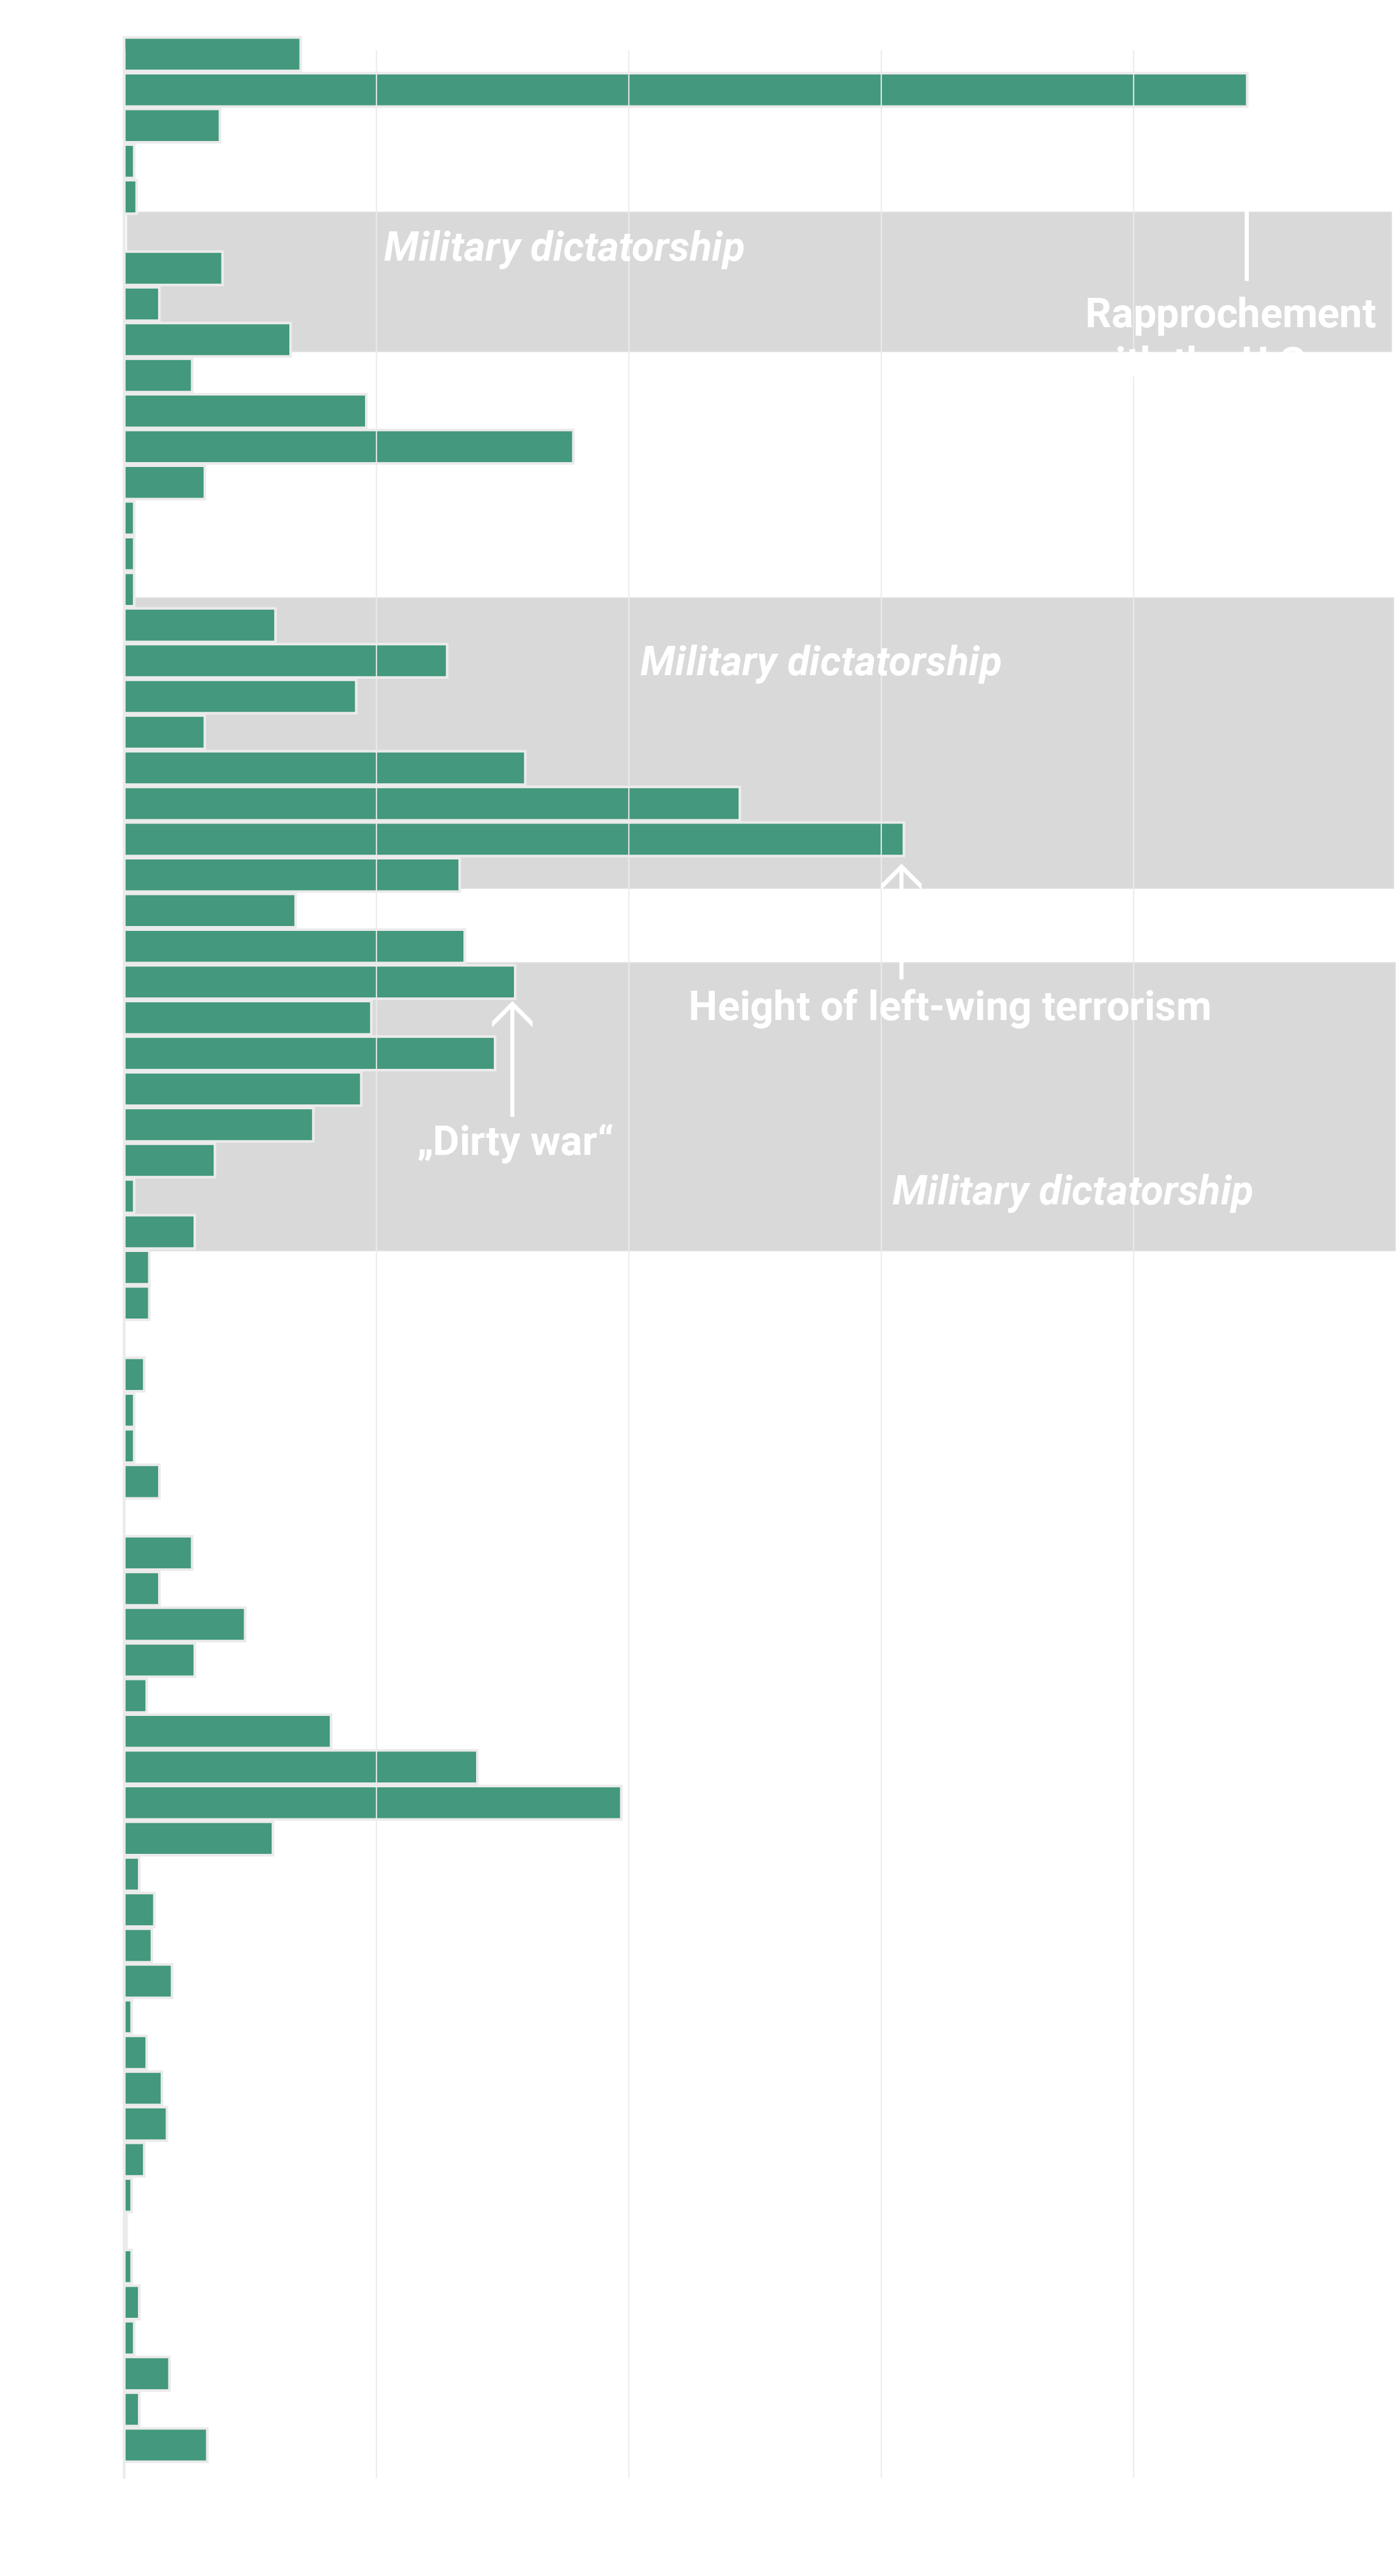 Military dictatorship
Rapprochement
Military dictatorship
Height of left-wing terrorism
„Dirty war“
Military dictatorship